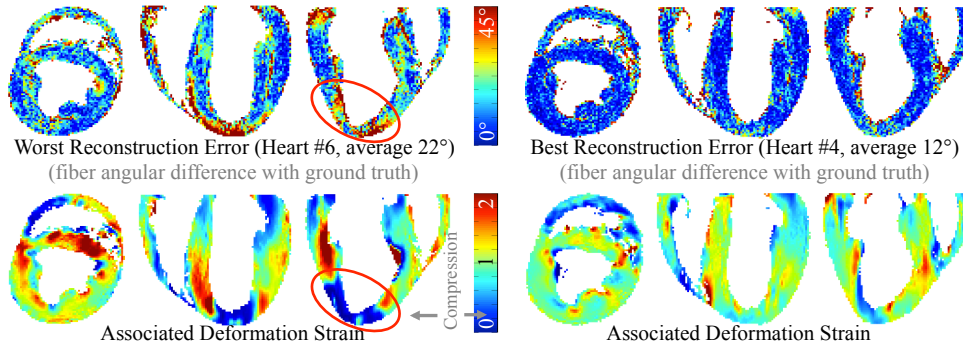 45°
0°
Worst Reconstruction Error (Heart #6, average 22°)
(fiber angular difference with ground truth)
Best Reconstruction Error (Heart #4, average 12°)
(fiber angular difference with ground truth)
2
1
0
Compression
Associated Deformation Strain
Associated Deformation Strain